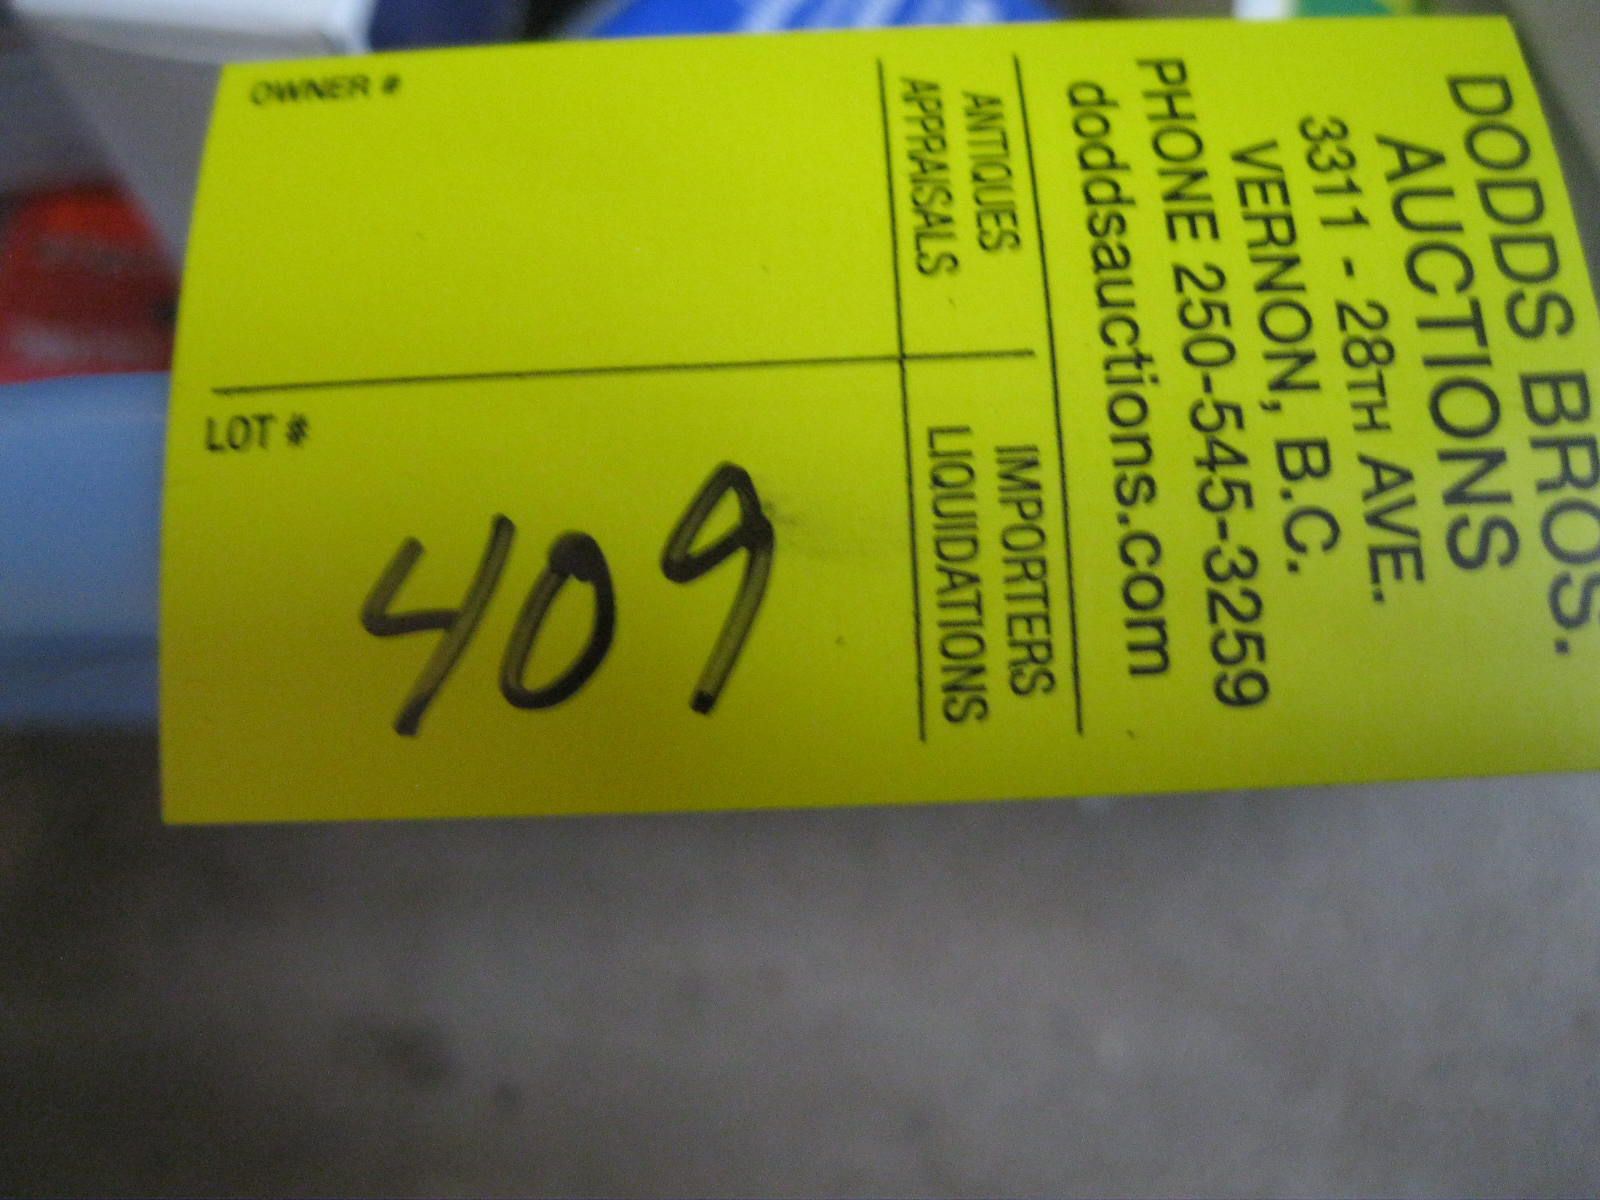 DODDS BROS.
AUCTIONS
3311 - 28TH AVE.
VERNON, B.C.
PHONE 250-545-3259
doddsauctions.com
ANTIQUES
APPRAISALS
IMPORTERS
LIQUIDATIONS
OWNER #
LOT #
409